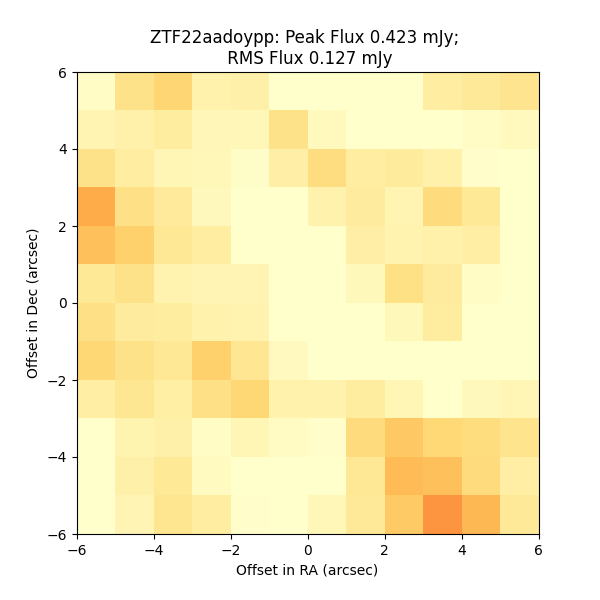 ZTF22aadoypp: Peak Flux 0.423 mJy;
RMS Flux 0.127 mJy
6
4
2
0
−2
−4
−6
Offset in Dec (arcsec)
−6 −4 −2 0 2 4 6
Offset in RA (arcsec)